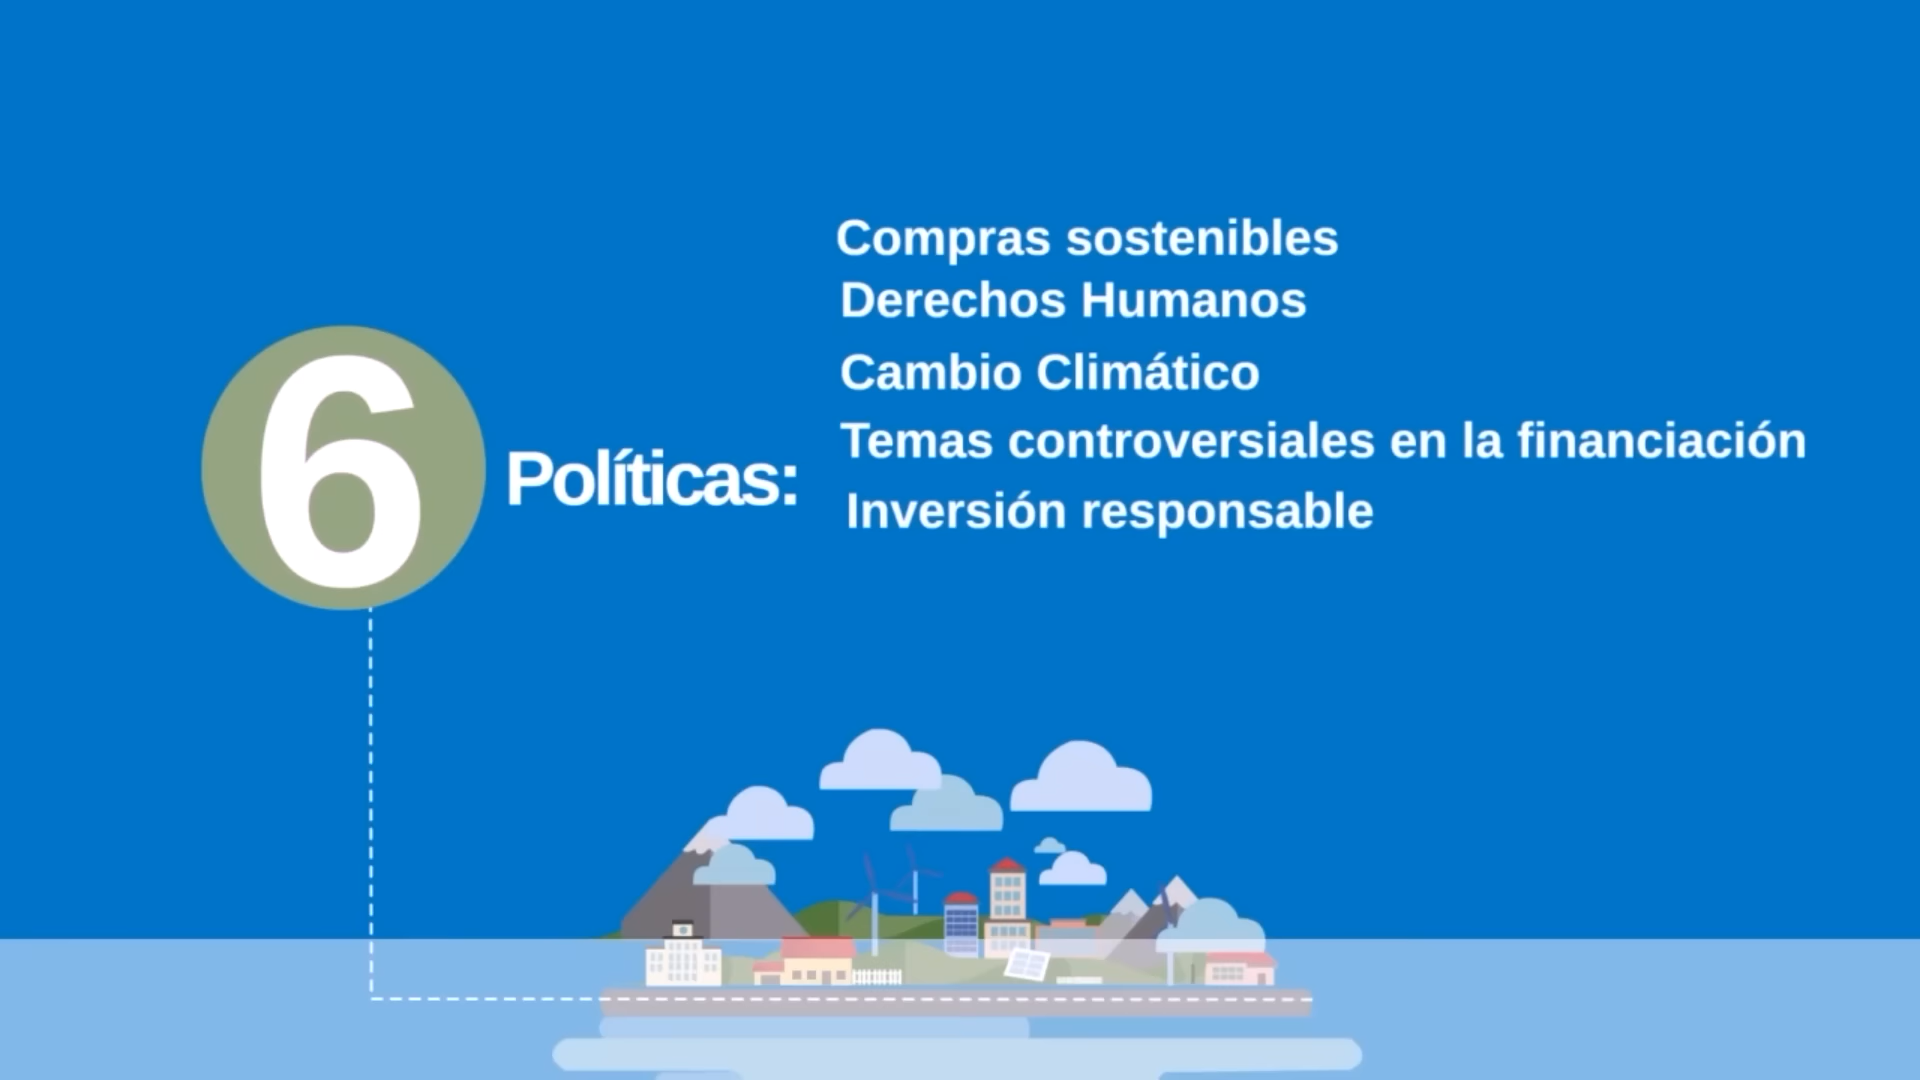 6
Políticas:
Compras sostenibles
Derechos Humanos
Cambio Climático
Temas controversiales en la financiación
Inversión responsable